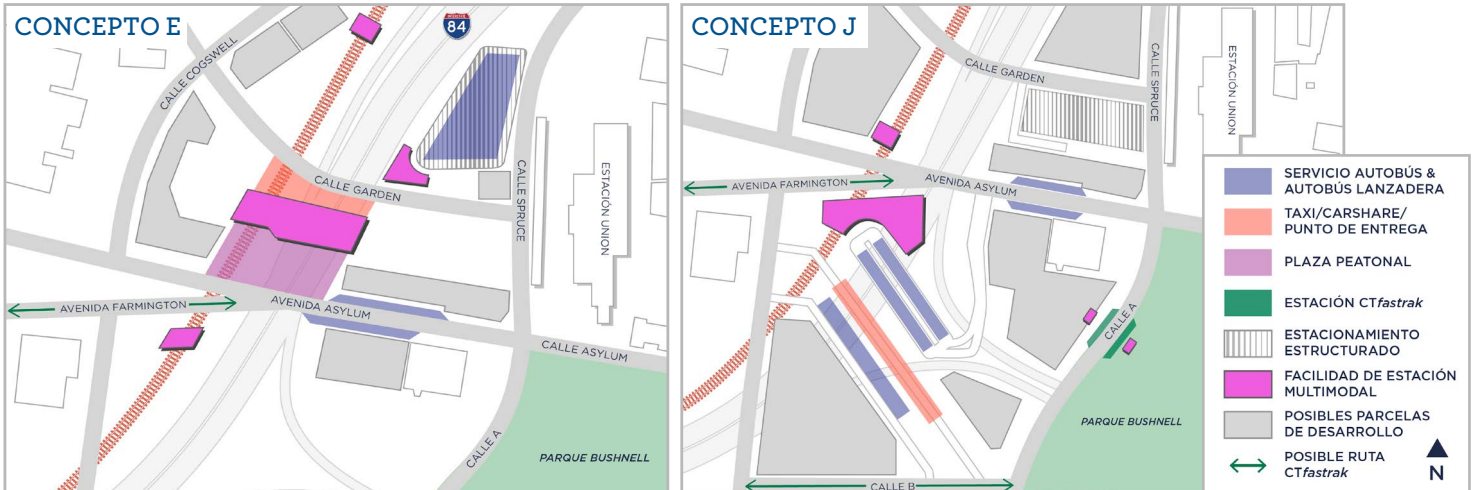 CONCEPTO E
INTERSTATE
84
CALLE COGSWELL
CALLE GARDEN
CALLE SPRUCE
ESTACIÓN UNION
AVENIDA FARMINGTON
AVENIDA ASYLUM
CALLE ASYLUM
CALLE A
PARQUE BUSHNELL
CONCEPTO J
CALLE GARDEN
CALLE SPRUCE
ESTACIÓN UNION
AVENIDA FARMINGTON
AVENIDA ASYLUM
CALLE A
PARQUE BUSHNELL
CALLE B
SERVICIO AUTOBÚS &
AUTOBÚS LANZADERA
TAXI/CARSHARE/
PUNTO DE ENTREGA
PLAZA PEATONAL
ESTACIÓN CTfastrak
ESTACIONAMIENTO
ESTRUCTURADO
FACILIDAD DE ESTACIÓN
MULTIMODAL
POSIBLES PARCELAS
DE DESARROLLO
POSIBLE RUTA
CTfastrak
N